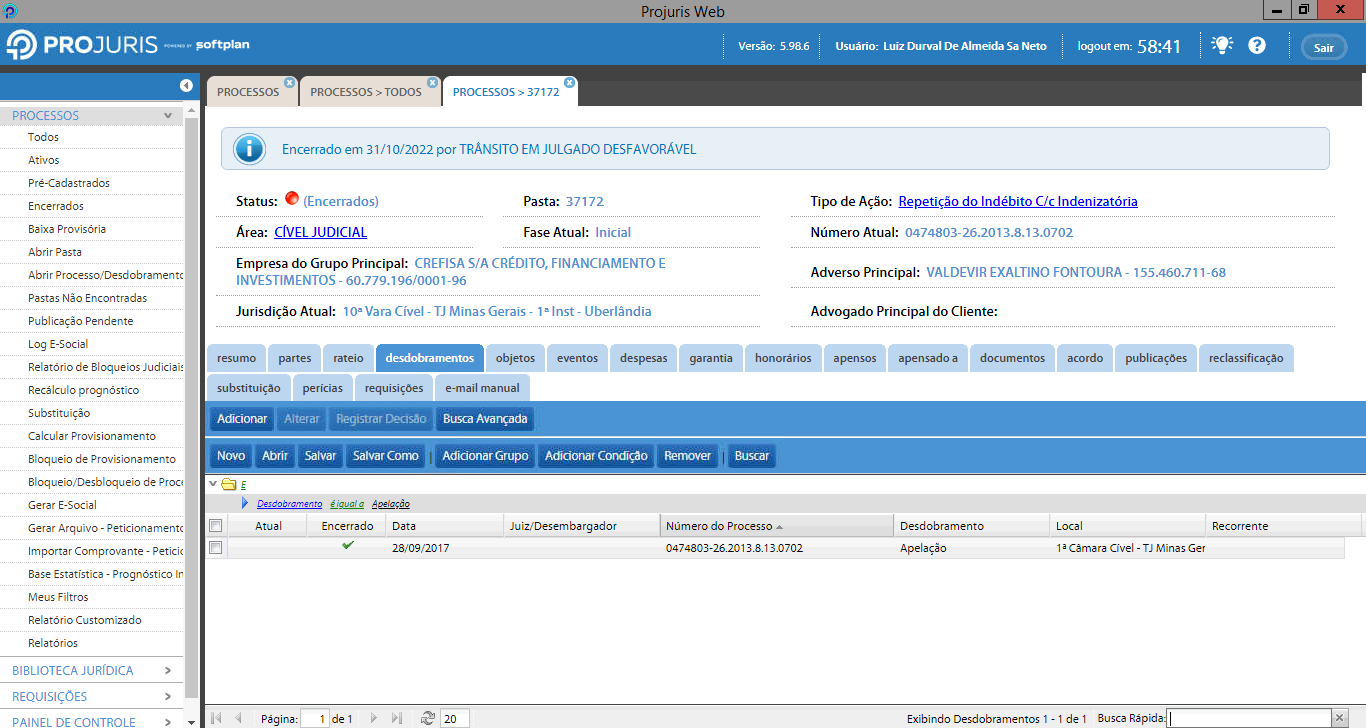 Projuris Web
PROJURIS POWERED BY softplan
Versão: 5.98.6
Usuário: Luiz Durval De Almeida Sa Neto
logout em: 58:41
Sair
PROCESSOS
PROCESSOS > TODOS
PROCESSOS > 37172
PROCESSOS
Todos
Ativos
Pré-Cadastrados
Encerrados
Baixa Provisória
Abrir Pasta
Abrir Processo/Desdobramento
Pastas Não Encontradas
Publicação Pendente
Log E-Social
Relatório de Bloqueios Judiciais
Recálculo prognóstico
Substituição
Calcular Provisionamento
Bloqueio de Provisionamento
Bloqueio/Desbloqueio de Proce
Gerar E-Social
Gerar Arquivo - Peticionamento
Importar Comprovante - Peticio
Base Estatística - Prognóstico In
Meus Filtros
Relatório Customizado
Relatórios
BIBLIOTECA JURÍDICA
REQUISIÇÕES
PAINEL DE CONTROLE
Encerrado em 31/10/2022 por TRÂNSITO EM JULGADO DESFAVORÁVEL
Status: (Encerrados)
Pasta: 37172
Tipo de Ação: Repetição do Indébito C/c Indenizatória
Área: CÍVEL JUDICIAL
Fase Atual: Inicial
Número Atual: 0474803-26.2013.8.13.0702
Empresa do Grupo Principal: CREFISA S/A CRÉDITO, FINANCIAMENTO E
INVESTIMENTOS - 60.779.196/0001-96
Adverso Principal: VALDEVIR EXALTINO FONTOURA - 155.460.711-68
Jurisdição Atual: 10ª Vara Cível - TJ Minas Gerais - 1ª Inst - Uberlândia
Advogado Principal do Cliente:
resumo partes rateio desdobramentos objetos eventos despesas garantia honorários apensos apensado a documentos acordo publicações reclassificação
substituição perícias requisições e-mail manual
Adicionar Alterar Registrar Decisão Busca Avançada
Novo Abrir Salvar Salvar Como | Adicionar Grupo Adicionar Condição Remover | Buscar
E
Desdobramento é igual a Apelação
Atual Encerrado Data Juiz/Desembargador Número do Processo Desdobramento Local Recorrente
28/09/2017 0474803-26.2013.8.13.0702 Apelação 1ª Câmara Cível - TJ Minas Ger
Página: 1 de 1 20
Exibindo Desdobramentos 1 - 1 de 1 Busca Rápida: